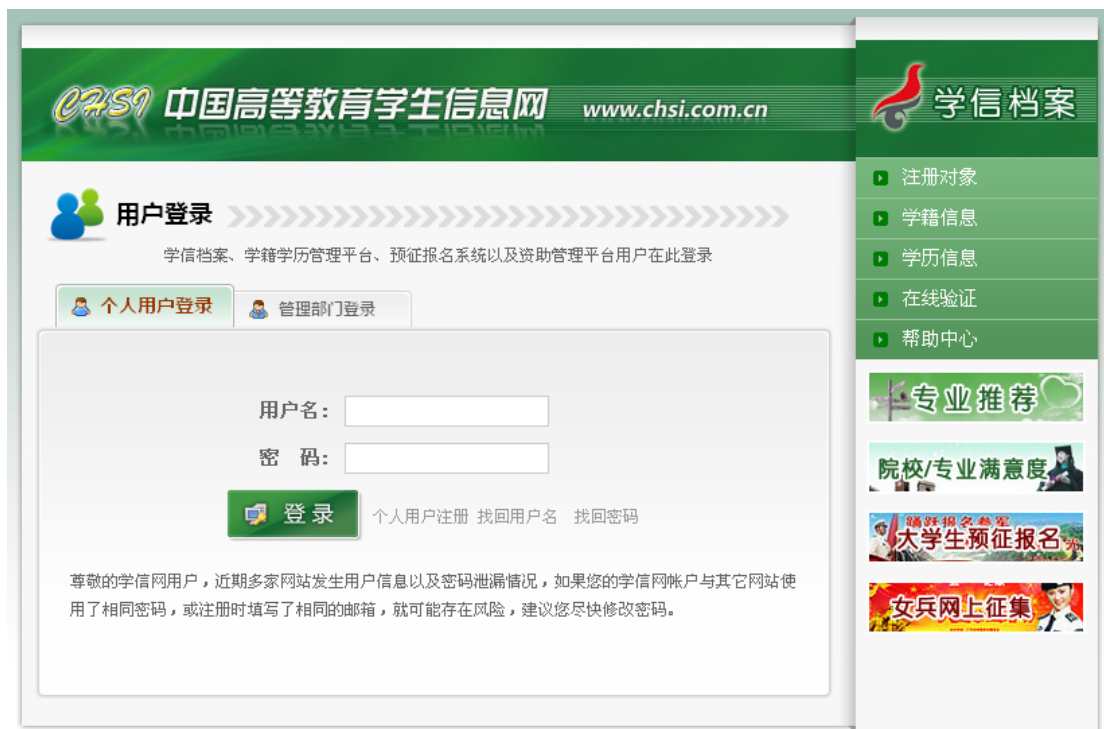 CHSI 中国高等教育学生信息网 www.chsi.com.cn
用户登录
学信档案、学籍学历管理平台、预征报名系统以及资助管理平台用户在此登录
个人用户登录 管理部门登录
用户名：
密 码：
登录 个人用户注册 找回用户名 找回密码
尊敬的学信网用户，近期多家网站发生用户信息以及密码泄漏情况，如果您的学信网帐户与其它网站使
用了相同密码，或注册时填写了相同的邮箱，就可能存在风险，建议您尽快修改密码。
学信档案
注册对象
学籍信息
学历信息
在线验证
帮助中心
专业推荐
院校/专业满意度
踊跃报名参军
大学生预征报名
女兵网上征集